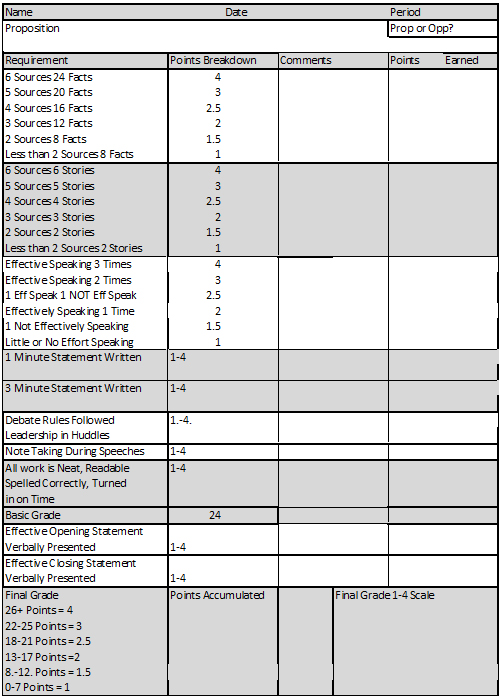 Name Date Period
Proposition Prop or Opp?
Requirement Points Breakdown Comments Points Earned
6 Sources 24 Facts 4
5 Sources 20 Facts 3
4 Sources 16 Facts 2.5
3 Sources 12 Facts 2
2 Sources 8 Facts 1.5
Less than 2 Sources 8 Facts 1
6 Sources 6 Stories 4
5 Sources 5 Stories 3
4 Sources 4 Stories 2.5
3 Sources 3 Stories 2
2 Sources 2 Stories 1.5
Less than 2 Sources 2 Stories 1
Effective Speaking 3 Times 4
Effective Speaking 2 Times 3
1 Eff Speak 1 NOT Eff Speak 2.5
Effectively Speaking 1 Time 2
1 Not Effectively Speaking 1.5
Little or No Effort Speaking 1
1 Minute Statement Written 1-4
3 Minute Statement Written 1-4
Debate Rules Followed 1.-4.
Leadership in Huddles
Note Taking During Speeches 1-4
All work is Neat, Readable 1-4
Spelled Correctly, Turned
in on Time
Basic Grade 24
Effective Opening Statement
Verbally Presented 1-4
Effective Closing Statement
Verbally Presented 1-4
Final Grade Points Accumulated Final Grade 1-4 Scale
26+ Points = 4
22-25 Points = 3
18-21 Points = 2.5
13-17 Points =2
8.-12. Points = 1.5
0-7 Points = 1